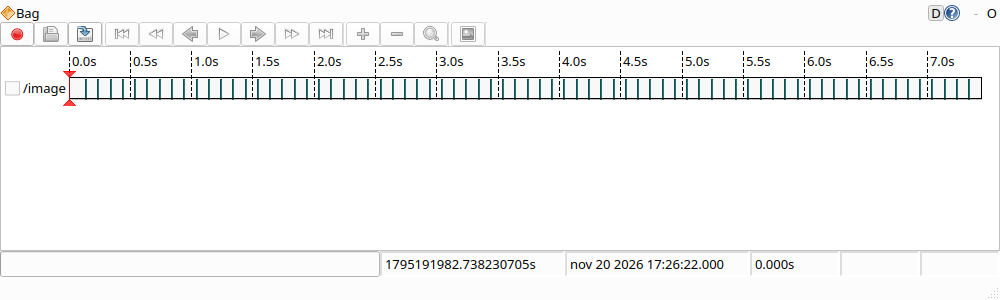 Bag
D ? - O
0.0s 0.5s 1.0s 1.5s 2.0s 2.5s 3.0s 3.5s 4.0s 4.5s 5.0s 5.5s 6.0s 6.5s 7.0s
/image
1795191982.738230705s nov 20 2026 17:26:22.000 0.000s